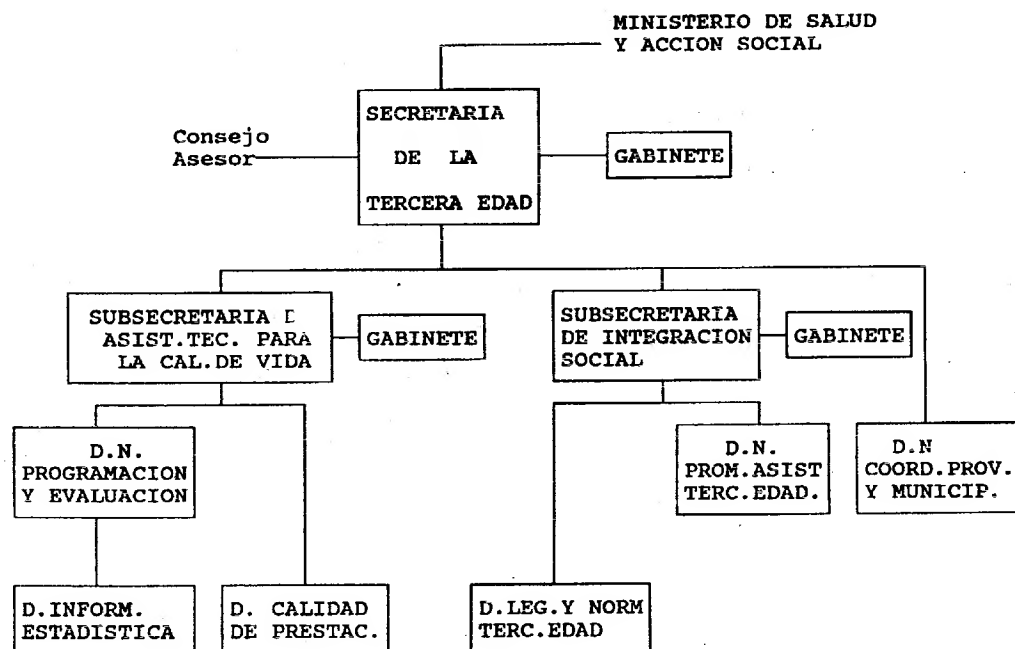 MINISTERIO DE SALUD
Y ACCION SOCIAL
SECRETARIA
DE LA
TERCERA EDAD
Consejo
Asesor
GABINETE
SUBSECRETARIA D
ASIST.TEC. PARA
LA CAL.DE VIDA
GABINETE
SUBSECRETARIA
DE INTEGRACION
SOCIAL
GABINETE
D.N.
PROGRAMACION
Y EVALUACION
D.N.
PROM.ASIST
TERC.EDAD.
D.N
COORD.PROV.
Y MUNICIP.
D.INFORM.
ESTADISTICA
D. CALIDAD
DE PRESTAC.
D.LEG.Y NORM
TERC.EDAD